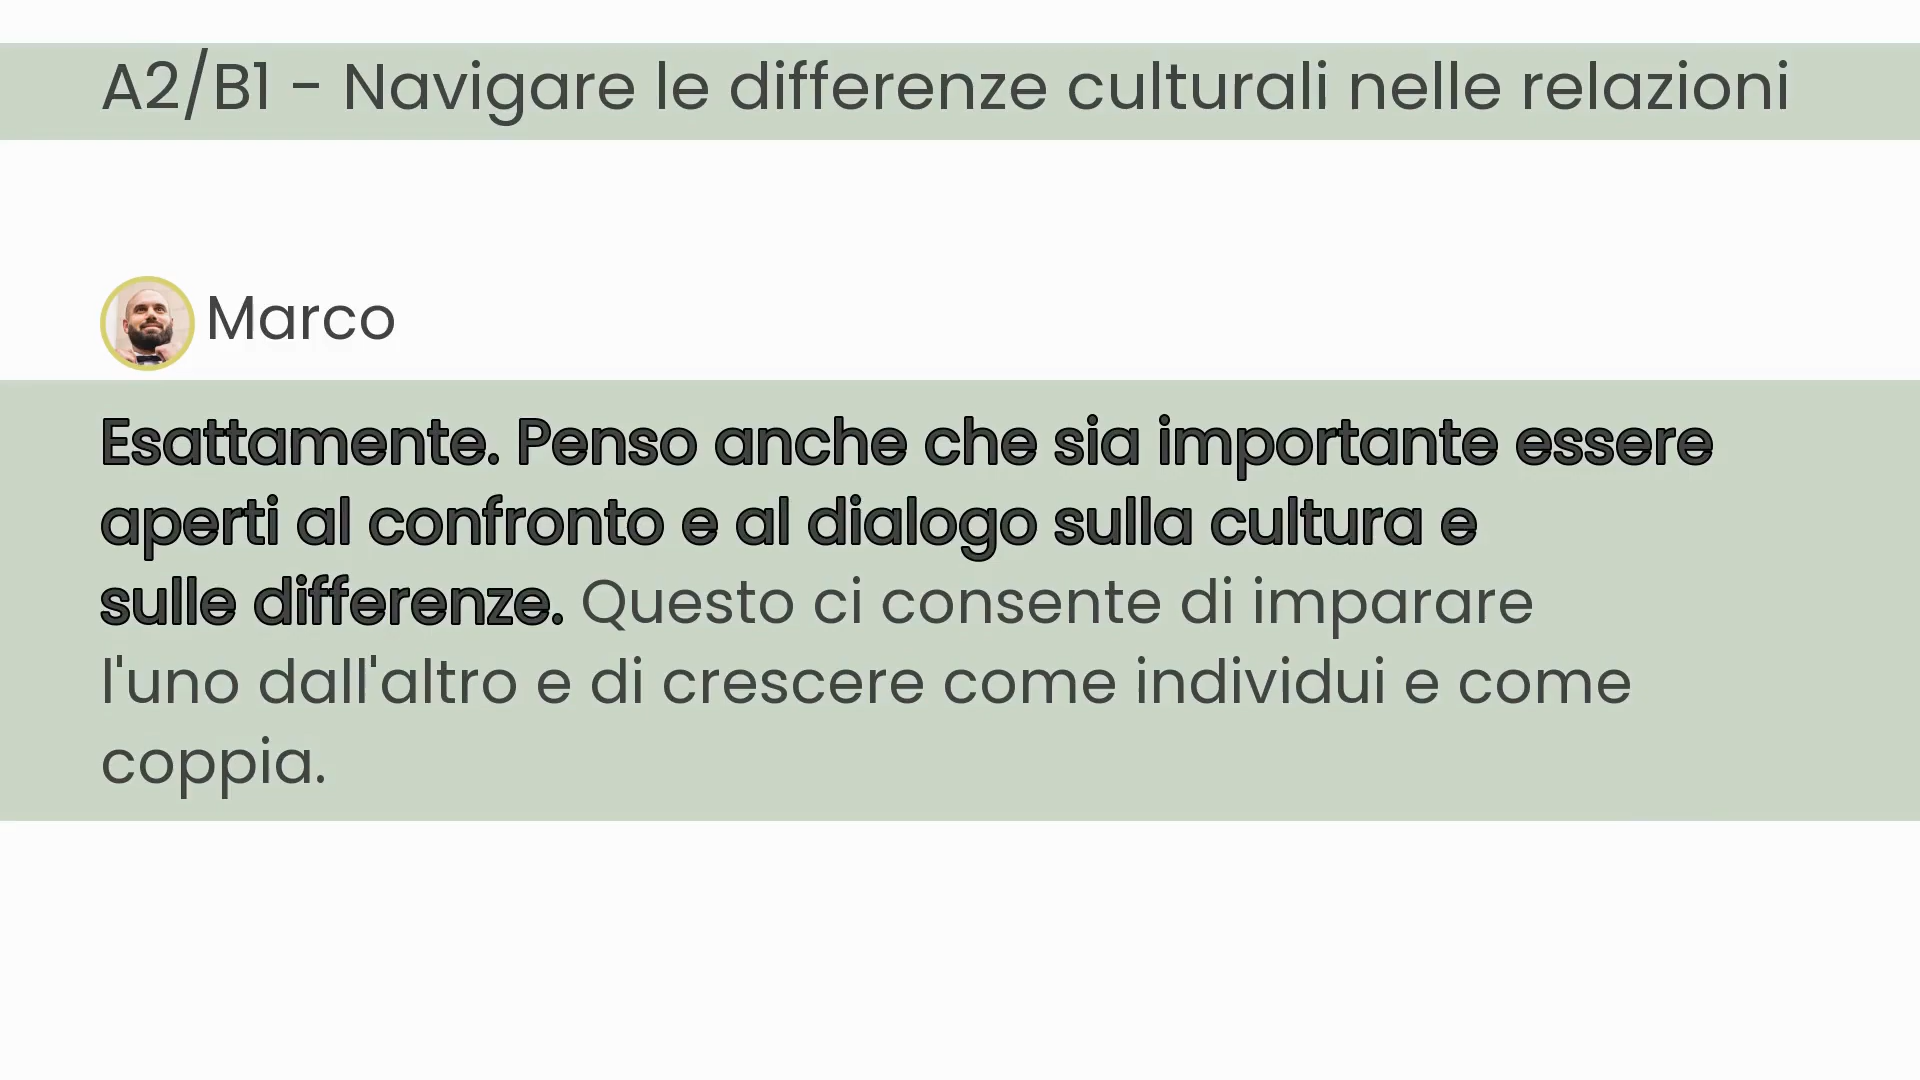 A2/B1 - Navigare le differenze culturali nelle relazioni
Marco
Esattamente. Penso anche che sia importante essere
aperti al confronto e al dialogo sulla cultura e
sulle differenze. Questo ci consente di imparare
l'uno dall'altro e di crescere come individui e come
coppia.